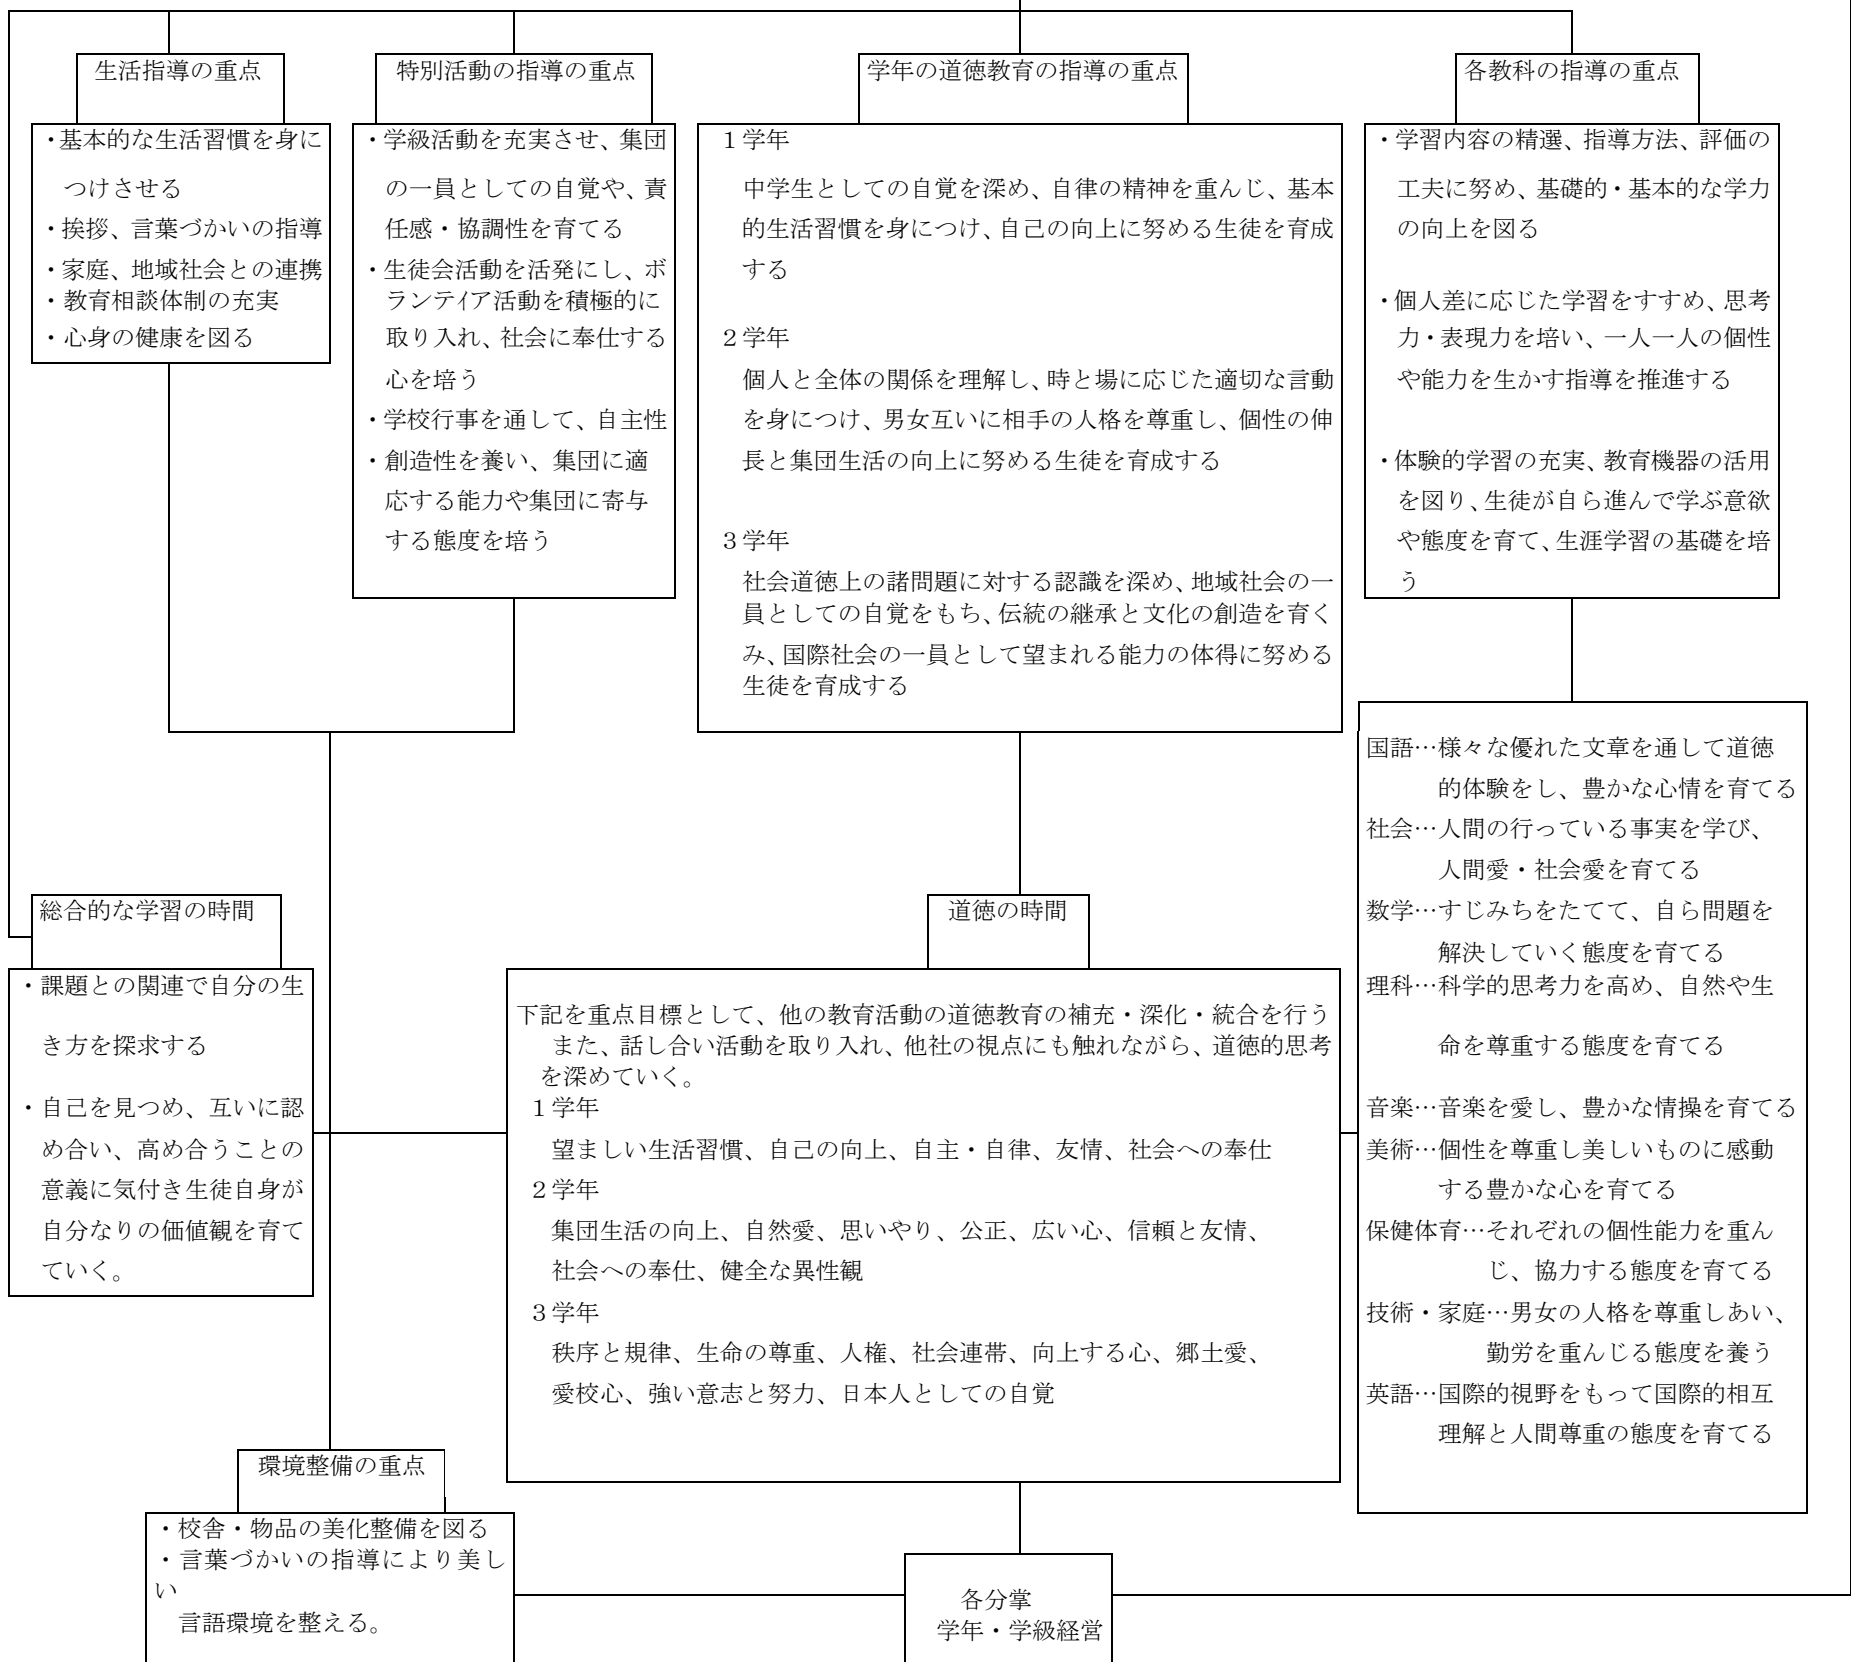 生活指導の重点
・基本的な生活習慣を身に
つけさせる
・挨拶、言葉づかいの指導
・家庭、地域社会との連携
・教育相談体制の充実
・心身の健康を図る
特別活動の指導の重点
・学級活動を充実させ、集団
の一員としての自覚や、責
任感・協調性を育てる
・生徒会活動を活発にし、ボ
ランティア活動を積極的に
取り入れ、社会に奉仕する
心を培う
・学校行事を通して、自主性
・創造性を養い、集団に適
応する能力や集団に寄与
する態度を培う
学年の道徳教育の指導の重点
１学年
中学生としての自覚を深め、自律の精神を重んじ、基本
的生活習慣を身につけ、自己の向上に努める生徒を育成
する
２学年
個人と全体の関係を理解し、時と場に応じた適切な言動
を身につけ、男女互いに相手の人格を尊重し、個性の伸
長と集団生活の向上に努める生徒を育成する
３学年
社会道徳上の諸問題に対する認識を深め、地域社会の一
員としての自覚をもち、伝統の継承と文化の創造を育く
み、国際社会の一員として望まれる能力の体得に努める
生徒を育成する
各教科の指導の重点
・学習内容の精選、指導方法、評価の
工夫に努め、基礎的・基本的な学力
の向上を図る
・個人差に応じた学習をすすめ、思考
力・表現力を培い、一人一人の個性
や能力を生かす指導を推進する
・体験的学習の充実、教育機器の活用
を図り、生徒が自ら進んで学ぶ意欲
や態度を育て、生涯学習の基礎を培
う
国語…様々な優れた文章を通して道徳
的体験をし、豊かな心情を育てる
社会…人間の行っている事実を学び、
人間愛・社会愛を育てる
数学…すじみちをたてて、自ら問題を
解決していく態度を育てる
理科…科学的思考力を高め、自然や生
命を尊重する態度を育てる
音楽…音楽を愛し、豊かな情操を育てる
美術…個性を尊重し美しいものに感動
する豊かな心を育てる
保健体育…それぞれの個性能力を重ん
じ、協力する態度を育てる
技術・家庭…男女の人格を尊重しあい、
勤労を重んじる態度を養う
英語…国際的視野をもって国際的相互
理解と人間尊重の態度を育てる
総合的な学習の時間
・課題との関連で自分の生
き方を探求する
・自己を見つめ、互いに認
め合い、高め合うことの
意義に気付き生徒自身が
自分なりの価値観を育て
ていく。
道徳の時間
下記を重点目標として、他の教育活動の道徳教育の補充・深化・統合を行う
また、話し合い活動を取り入れ、他社の視点にも触れながら、道徳的思考
を深めていく。
１学年
望ましい生活習慣、自己の向上、自主・自律、友情、社会への奉仕
２学年
集団生活の向上、自然愛、思いやり、公正、広い心、信頼と友情、
社会への奉仕、健全な異性観
３学年
秩序と規律、生命の尊重、人権、社会連帯、向上する心、郷土愛、
愛校心、強い意志と努力、日本人としての自覚
環境整備の重点
・校舎・物品の美化整備を図る
・言葉づかいの指導により美し
い
言語環境を整える。
各分掌
学年・学級経営